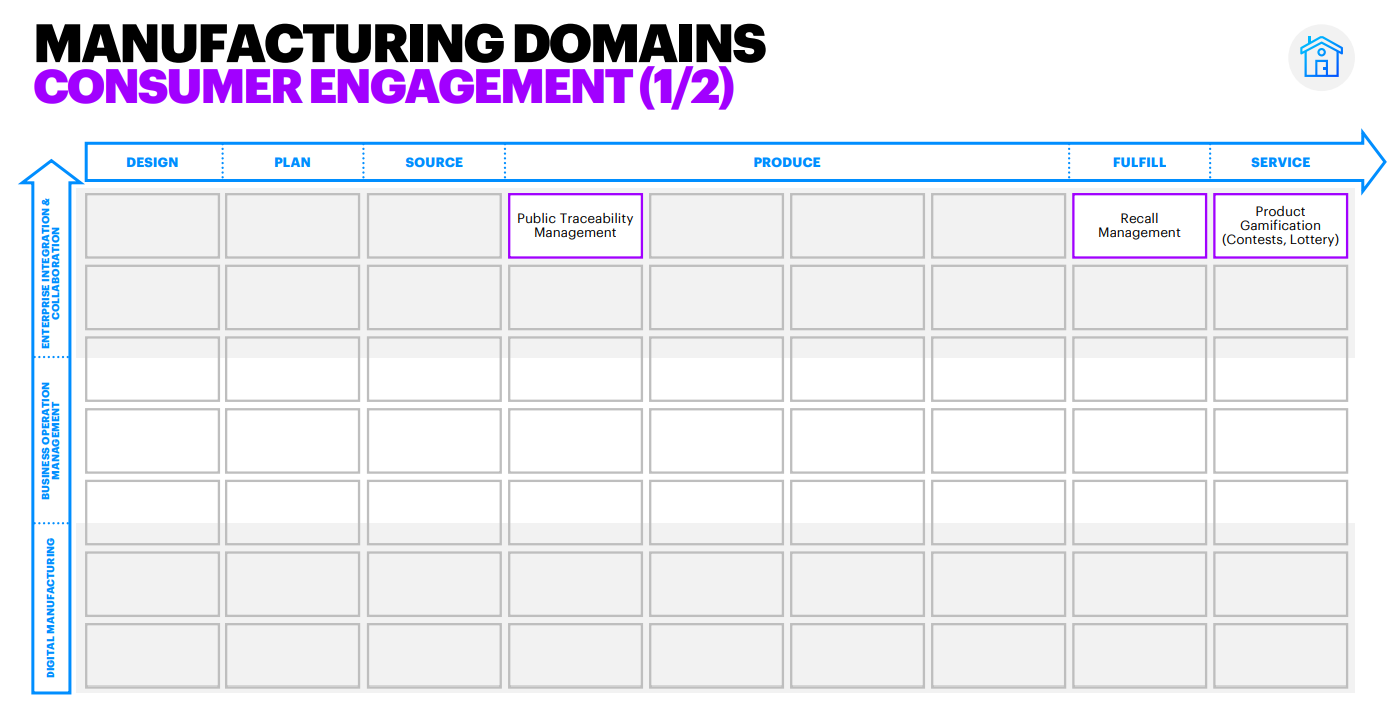 MANUFACTURING DOMAINS
CONSUMER ENGAGEMENT (1/2)
DESIGN
PLAN
SOURCE
PRODUCE
FULFILL
SERVICE
ENTERPRISE INTEGRATION &
COLLABORATION
Public Traceability
Management
Recall
Management
Product
Gamification
(Contests, Lottery)
BUSINESS OPERATION
MANAGEMENT
DIGITAL MANUFACTURING